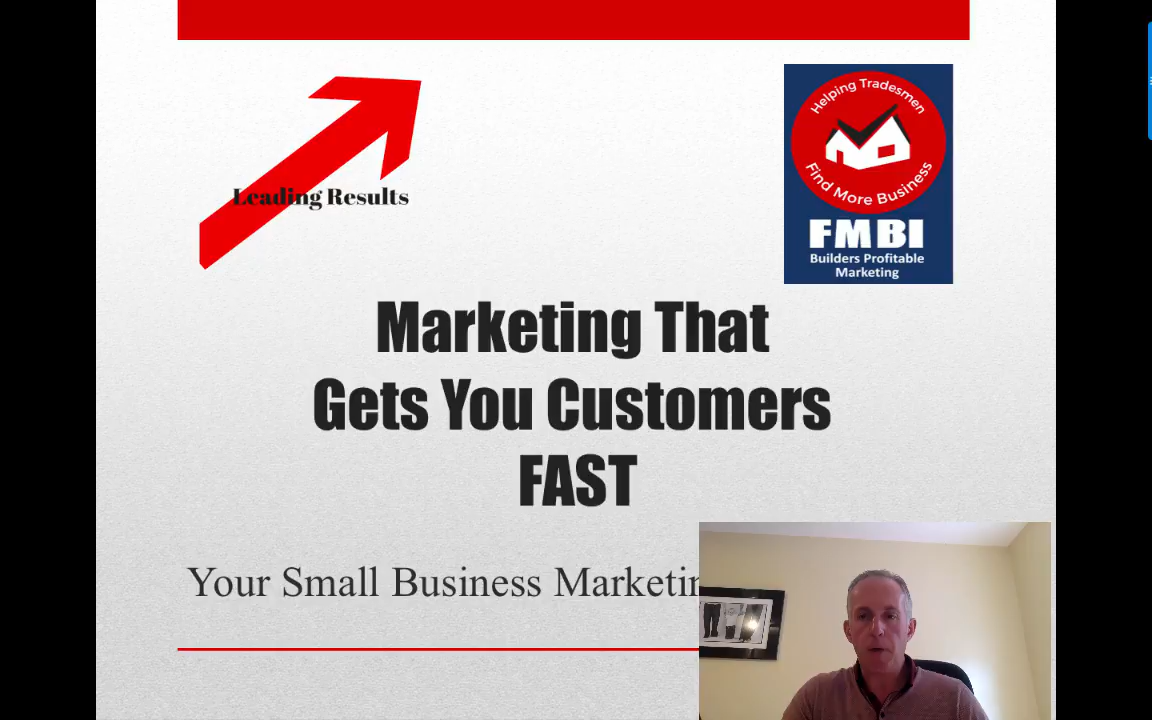 Leading Results
Helping Tradesmen
Find More Business
FMBI
Builders Profitable
Marketing
Marketing That
Gets You Customers
FAST
Your Small Business